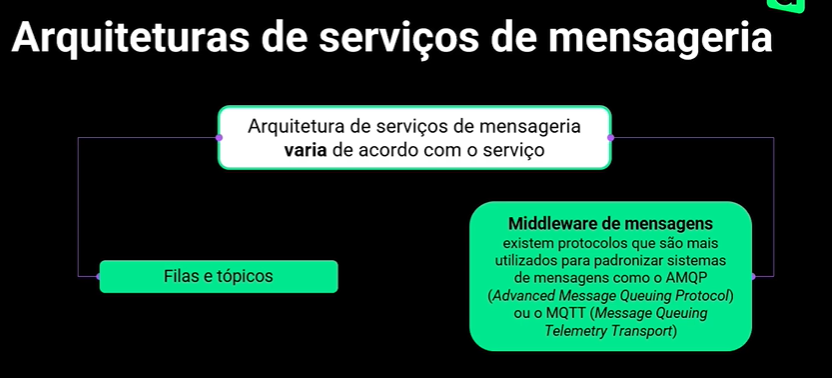 Arquiteturas de serviços de mensageria
Arquitetura de serviços de mensageria
varia de acordo com o serviço
Filas e tópicos
Middleware de mensagens
existem protocolos que são mais
utilizados para padronizar sistemas
de mensagens como o AMQP
(Advanced Message Queuing Protocol)
ou o MQTT (Message Queuing
Telemetry Transport)